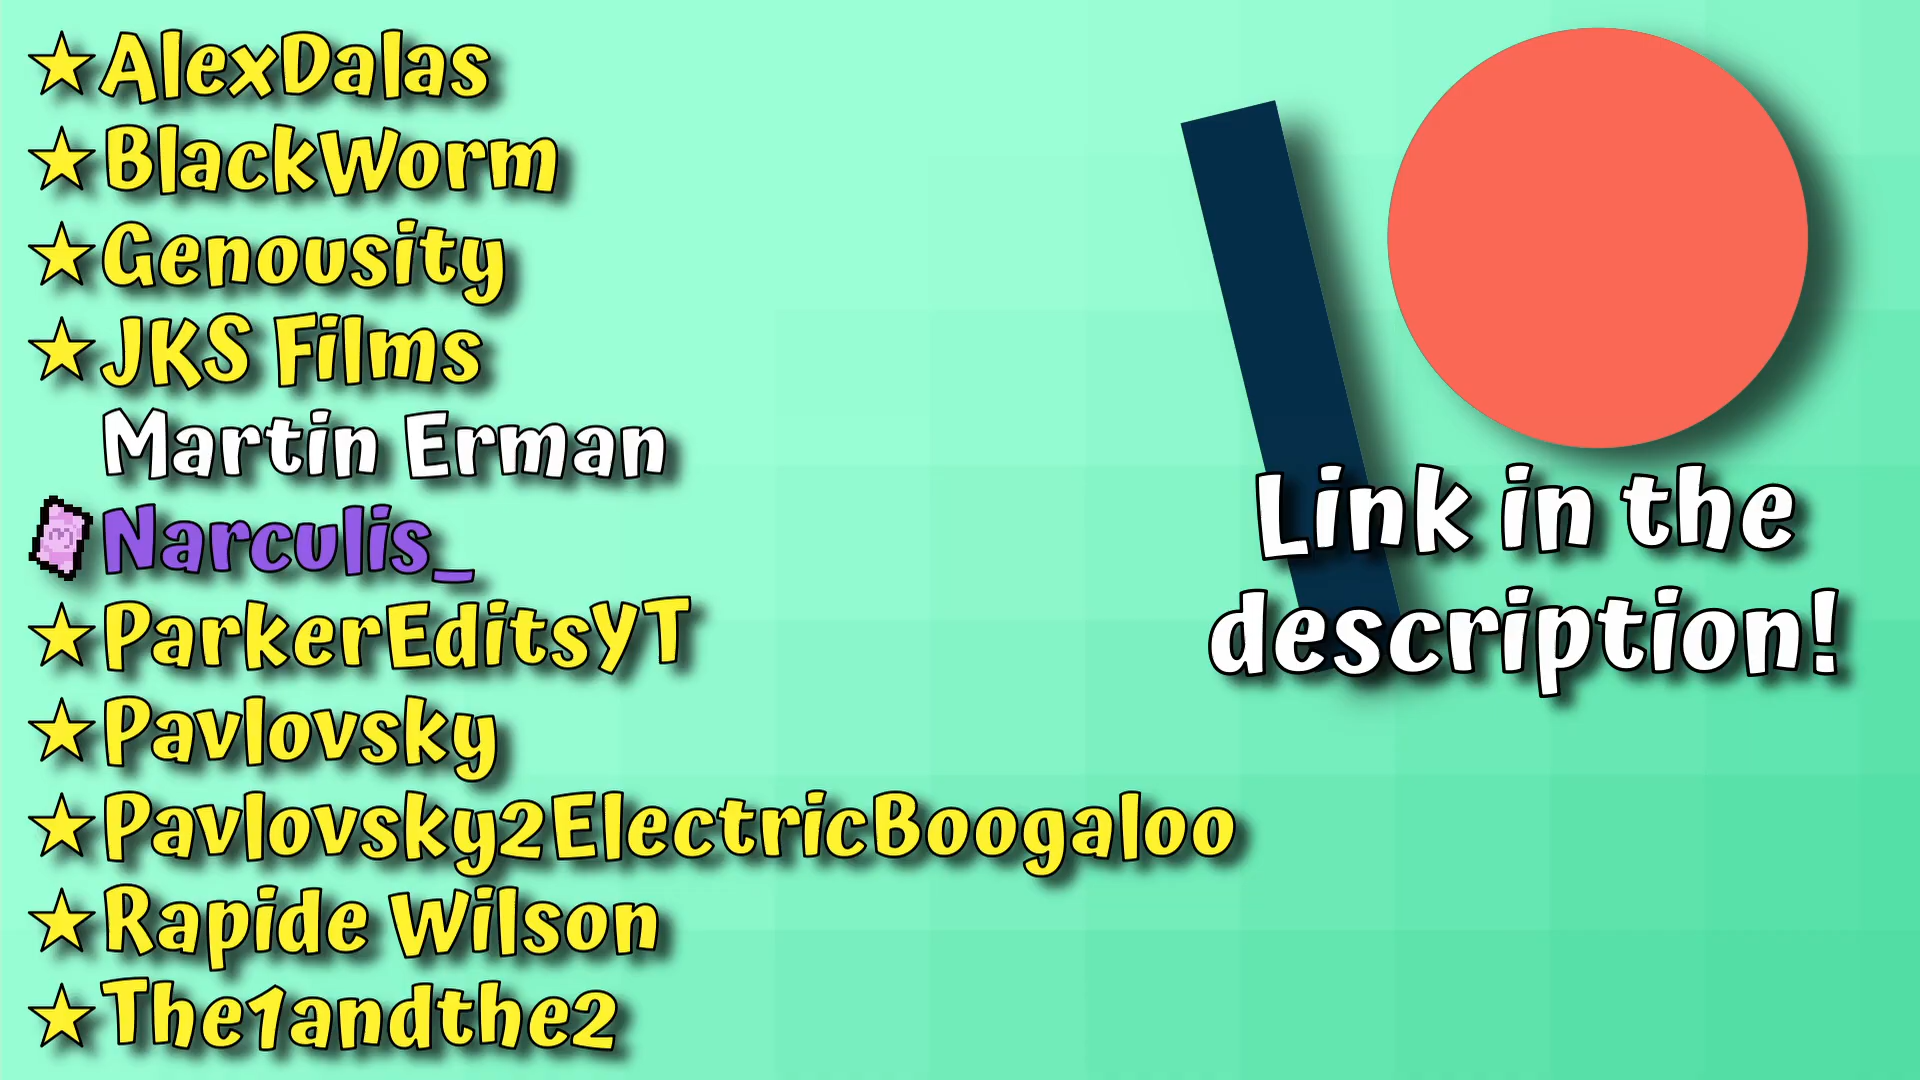 AlexDalas
BlackWorm
Genousity
JKS Films
Martin Erman
Narculis_
ParkerEditsYT
Pavlovsky
Pavlovsky2ElectricBoogaloo
Rapide Wilson
The1andthe2
Link in the
description!